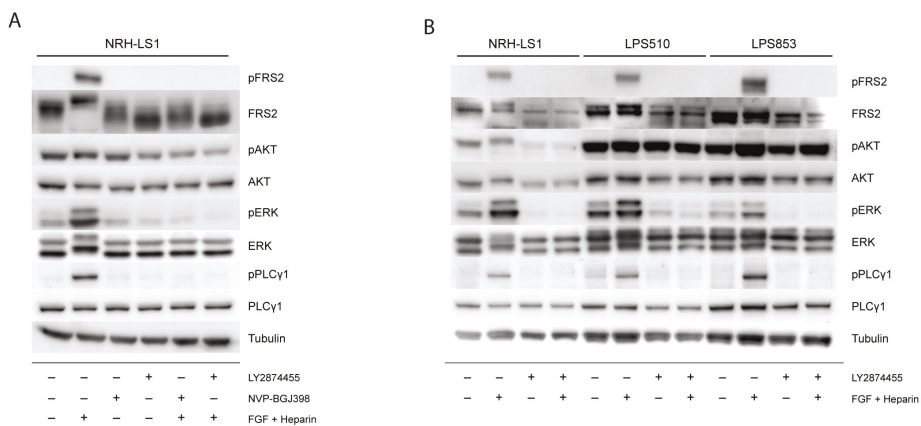 A
NRH-LS1
pFRS2
FRS2
pAKT
AKT
pERK
ERK
pPLCγ1
PLCγ1
Tubulin
– – – + – + LY2874455
– – + – + – NVP-BGJ398
– + – – + + FGF + Heparin
B
NRH-LS1 LPS510 LPS853
pFRS2
FRS2
pAKT
AKT
pERK
ERK
pPLCγ1
PLCγ1
Tubulin
– – + + – – + + – – + + LY2874455
– + – + – + – + – + – + FGF + Heparin